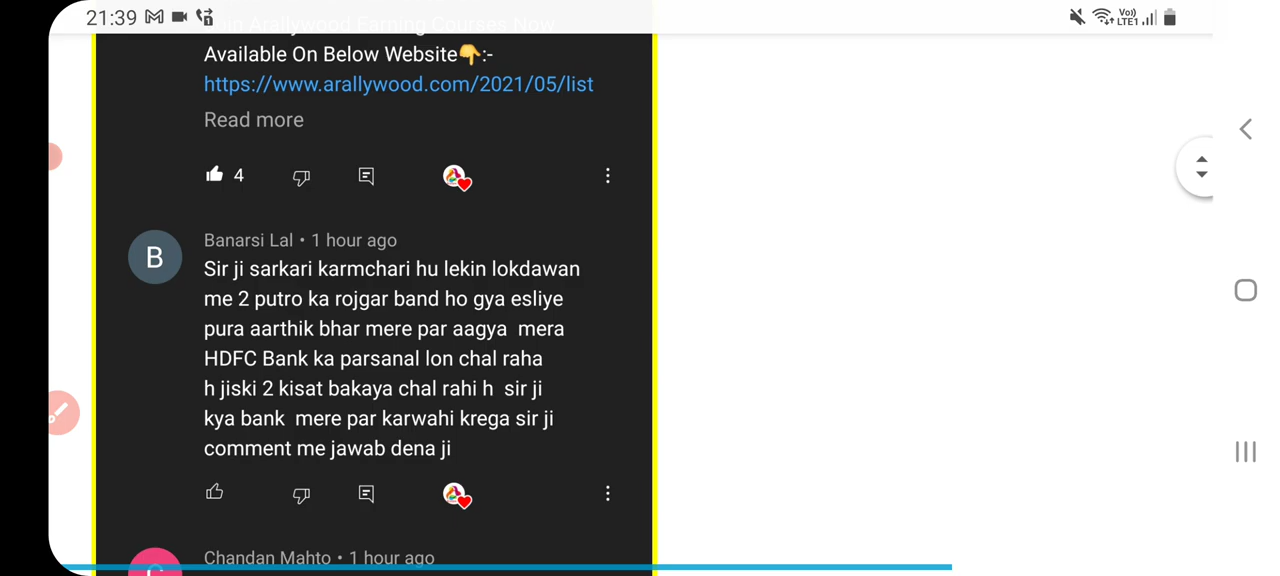 21:39
Vo))
LTE1
Join Arallywood Earning Courses Now
Available On Below Website👇:-
https://www.arallywood.com/2021/05/list
Read more
4
B
Banarsi Lal • 1 hour ago
Sir ji sarkari karmchari hu lekin lokdawan
me 2 putro ka rojgar band ho gya esliye
pura aarthik bhar mere par aagya mera
HDFC Bank ka parsanal lon chal raha
h jiski 2 kisat bakaya chal rahi h sir ji
kya bank mere par karwahi krega sir ji
comment me jawab dena ji
Chandan Mahto • 1 hour ago